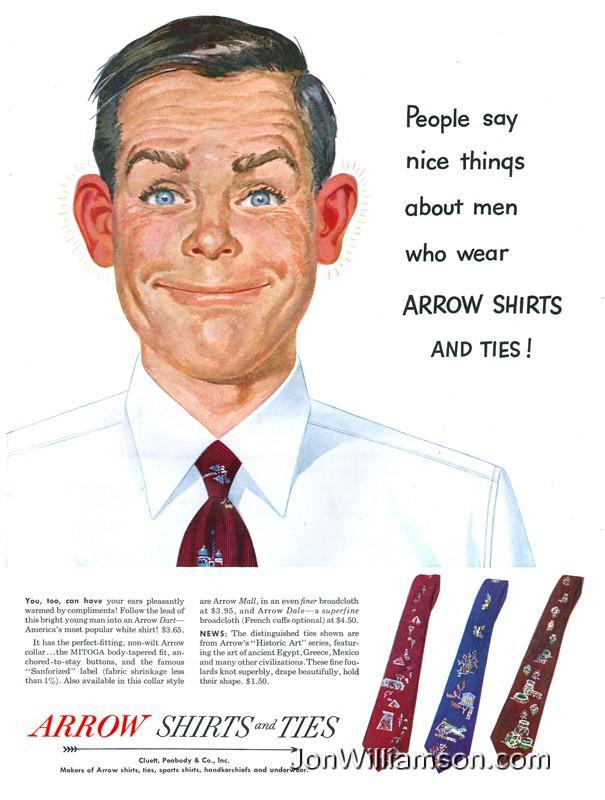 People say
nice things
about men
who wear
ARROW SHIRTS
AND TIES!
You, too, can have your ears pleasantly
warmed by compliments! Follow the lead of
this bright young man into an Arrow Dart—
America's most popular white shirt! $3.65.
It has the perfect-fitting, non-wilt Arrow
collar...the MITOGA body-tapered fit, an-
chored-to-stay buttons, and the famous
"Sanforized" label (fabric shrinkage less
than 1%). Also available in this collar style
are Arrow Mall, in an even finer broadcloth
at $3.95, and Arrow Dale—a superfine
broadcloth (French cuffs optional) at $4.50.
NEWS: The distinguished ties shown are
from Arrow's "Historic Art" series, featur-
ing the art of ancient Egypt, Greece, Mexico
and many other civilizations. These fine fou-
lards knot superbly, drape beautifully, hold
their shape. $1.50.
ARROW SHIRTS and TIES
Cluett, Peabody & Co., Inc.
Makers of Arrow shirts, ties, sports shirts, handkerchiefs and underwear.
JonWilliamson.com